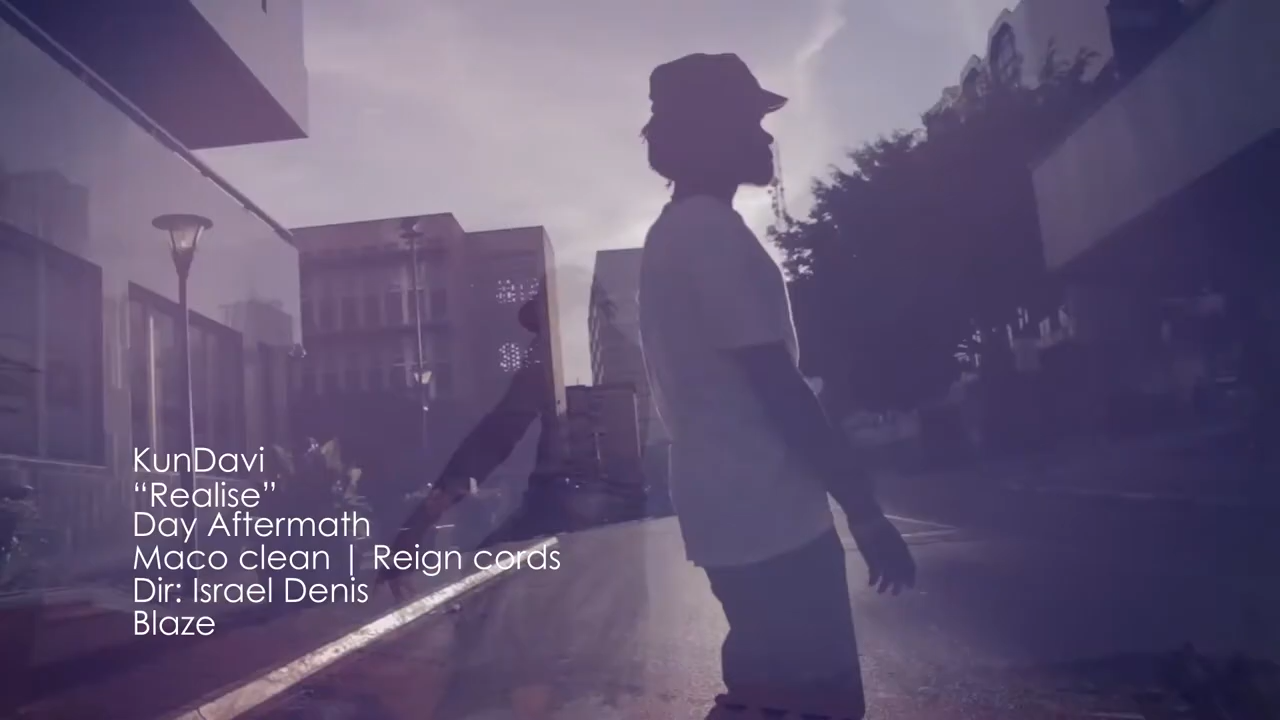 KunDavi
“Realise”
Day Aftermath
Maco clean | Reign cords
Dir: Israel Denis
Blaze